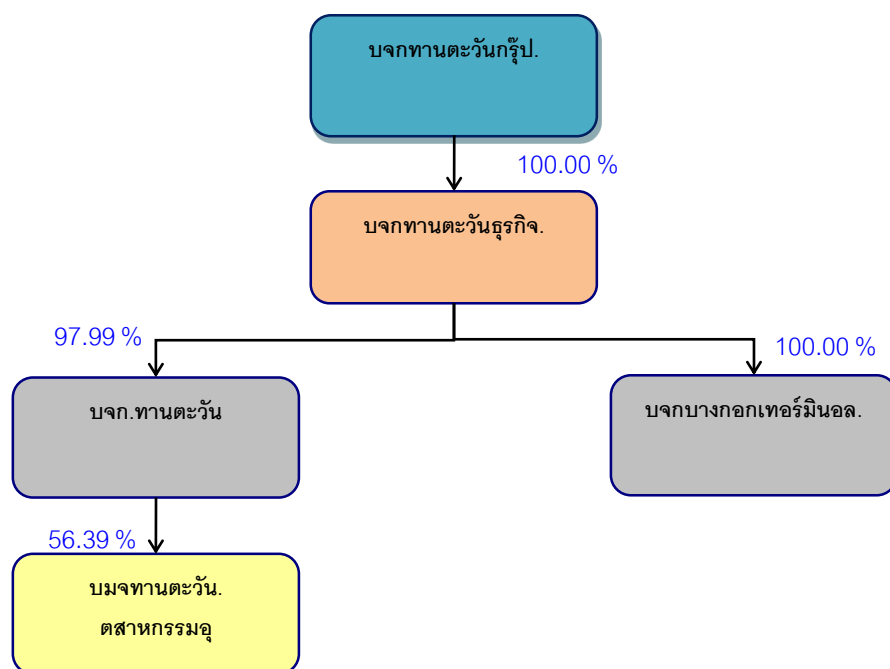 บจกทานตะวันกรุ๊ป.
100.00 %
บจกทานตะวันธุรกิจ.
97.99 %
100.00 %
บจก.ทานตะวัน
บจกบางกอกเทอร์มินอล.
56.39 %
บมจทานตะวัน.
ตสาหกรรมอุ